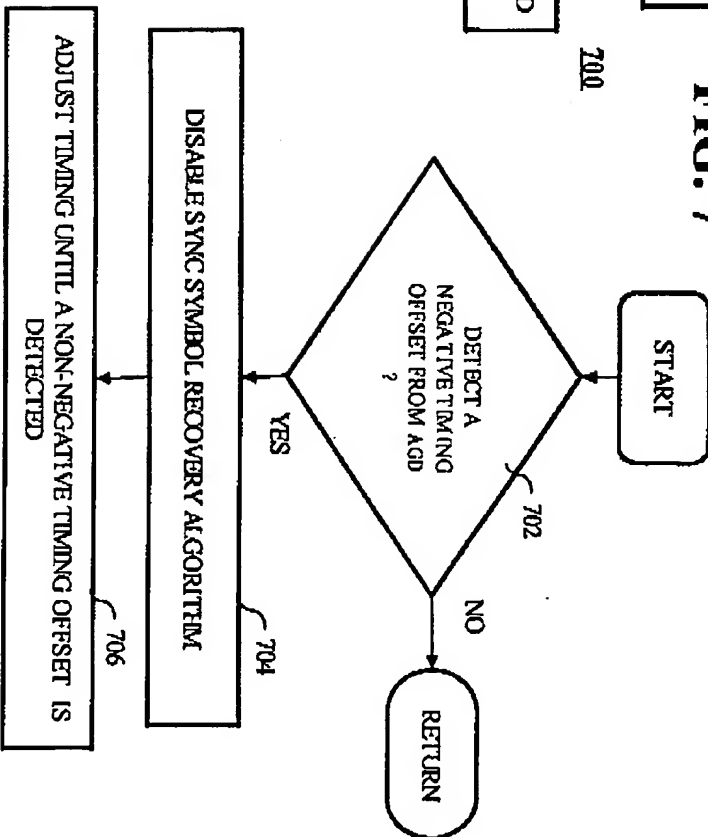 FIG. 7
700
START
DETECT A
NEGATIVE TIMING
OFFSET FROM AGD
?
702
NO
RETURN
YES
DISABLE SYNC SYMBOL RECOVERY ALGORITHM
704
ADJUST TIMING UNTIL A NON-NEGATIVE TIMING OFFSET IS
DETECTED
706